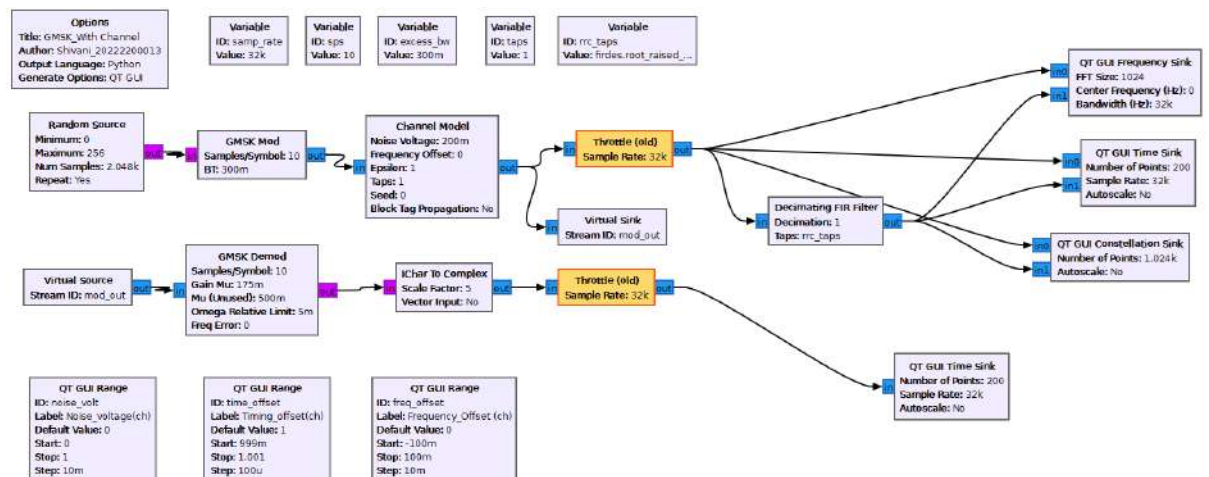 Options
Title: GMSK_With Channel
Author: Shivani_20222200013
Output Language: Python
Generate Options: QT GUI
Variable
ID: samp_rate
Value: 32k
Variable
ID: sps
Value: 10
Variable
ID: excess_bw
Value: 300m
Variable
ID: taps
Value: 1
Variable
ID: rrc_taps
Value: firdes.root_raised_...
Random Source
Minimum: 0
Maximum: 256
Num Samples: 2.048k
Repeat: Yes
out
in
GMSK Mod
Samples/Symbol: 10
BT: 300m
out
in
Channel Model
Noise Voltage: 200m
Frequency Offset: 0
Epsilon: 1
Taps: 1
Seed: 0
Block Tag Propagation: No
out
in
Throttle (old)
Sample Rate: 32k
out
in
Virtual Sink
Stream ID: mod_out
in
Decimating FIR Filter
Decimation: 1
Taps: rrc_taps
out
in0
in1
QT GUI Frequency Sink
FFT Size: 1024
Center Frequency (Hz): 0
Bandwidth (Hz): 32k
in0
in1
QT GUI Time Sink
Number of Points: 200
Sample Rate: 32k
Autoscale: No
in0
in1
QT GUI Constellation Sink
Number of Points: 1.024k
Autoscale: No
Virtual Source
Stream ID: mod_out
out
in
GMSK Demod
Samples/Symbol: 10
Gain Mu: 175m
Mu (Unused): 500m
Omega Relative Limit: 5m
Freq Error: 0
out
in
IChar To Complex
Scale Factor: 5
Vector Input: No
out
in
Throttle (old)
Sample Rate: 32k
out
in
QT GUI Time Sink
Number of Points: 200
Sample Rate: 32k
Autoscale: No
QT GUI Range
ID: noise_volt
Label: Noise_voltage(ch)
Default Value: 0
Start: 0
Stop: 1
Step: 10m
QT GUI Range
ID: time_offset
Label: Timing_offset(ch)
Default Value: 1
Start: 999m
Stop: 1.001
Step: 100u
QT GUI Range
ID: freq_offset
Label: Frequency_Offset (ch)
Default Value: 0
Start: -100m
Stop: 100m
Step: 10m